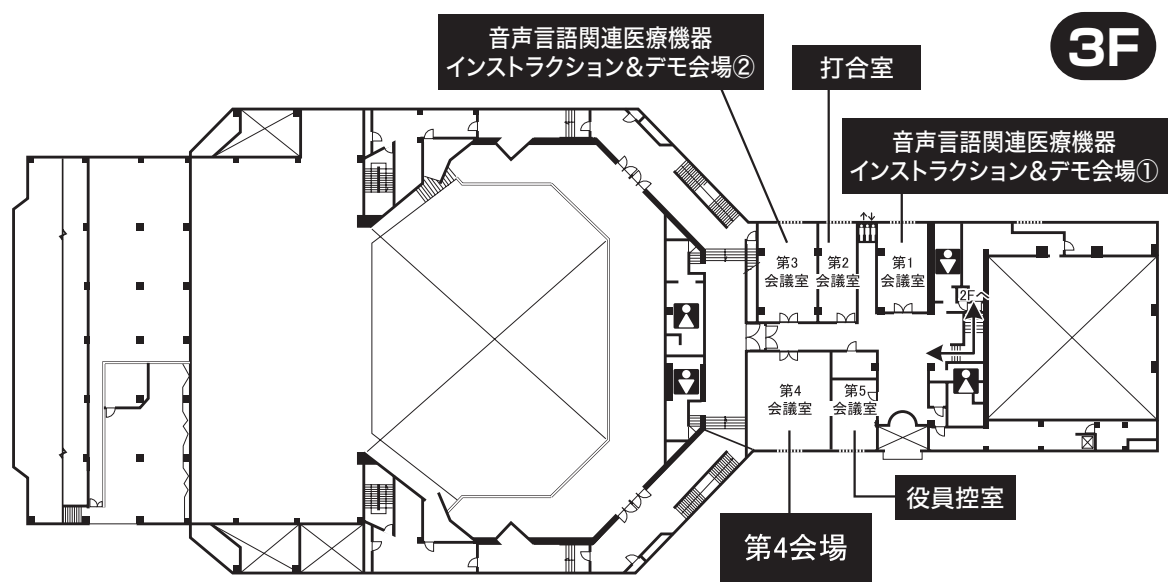 音声言語関連医療機器
インストラクション&デモ会場②
打合室
3F
音声言語関連医療機器
インストラクション&デモ会場①
第3
会議室
第2
会議室
第1
会議室
2Fへ
第4
会議室
第5
会議室
役員控室
第4会場